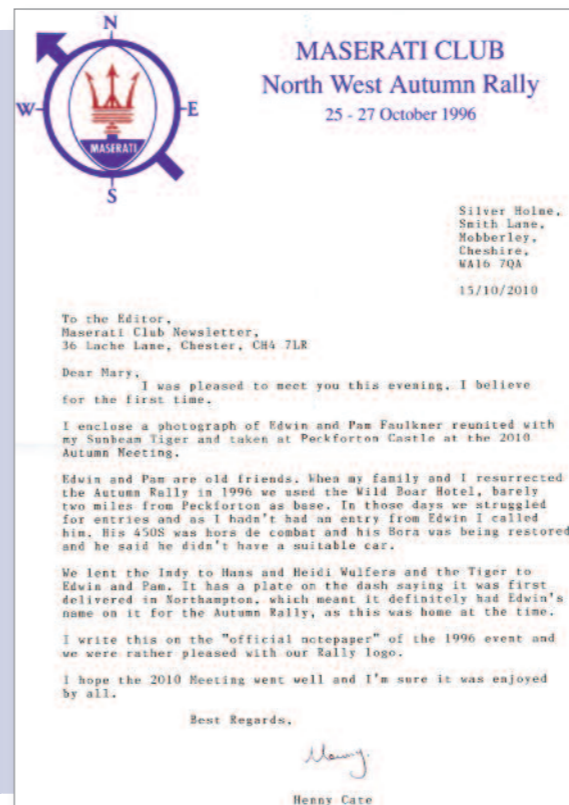 N
W
E
MASERATI
S
MASERATI CLUB
North West Autumn Rally
25 - 27 October 1996
Silver Holme,
Smith Lane,
Mobberley,
Cheshire,
WA16 7QA
15/10/2010
To the Editor,
Maserati Club Newsletter,
36 Lache Lane, Chester, CH4 7LR
Dear Mary,
I was pleased to meet you this evening, I believe
for the first time.
I enclose a photograph of Edwin and Pam Faulkner reunited with
my Sunbeam Tiger and taken at Peckforton Castle at the 2010
Autumn Meeting.
Edwin and Pam are old friends. When my family and I resurrected
the Autumn Rally in 1996 we used the Wild Boar Hotel, barely
two miles from Peckforton as base. In those days we struggled
for entries and as I hadn't had an entry from Edwin I called
him. His 450S was hors de combat and his Bora was being restored
and he said he didn't have a suitable car.
We lent the Indy to Hans and Heidi Wulfers and the Tiger to
Edwin and Pam. It has a plate on the dash saying it was first
delivered in Northampton, which meant it definitely had Edwin's
name on it for the Autumn Rally, as this was home at the time.
I write this on the "official notepaper" of the 1996 event and
we were rather pleased with our Rally logo.
I hope the 2010 Meeting went well and I'm sure it was enjoyed
by all.
Best Regards,
Henny Cate